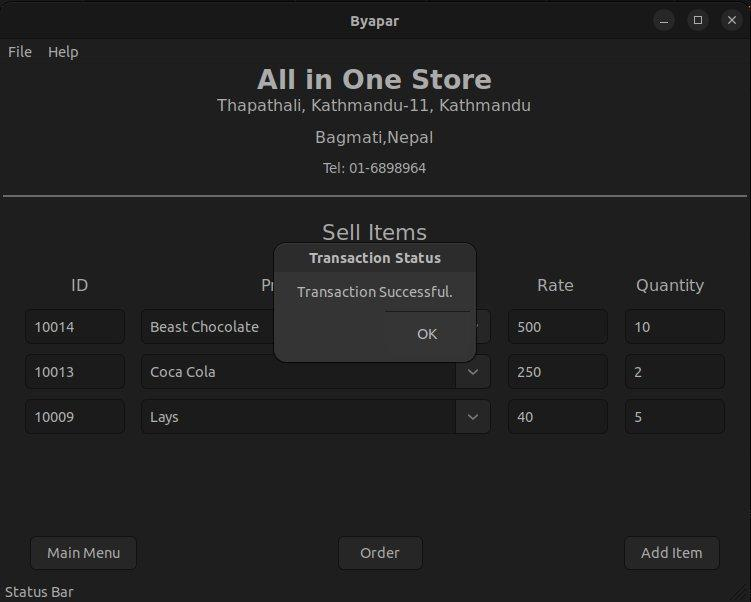 Byapar
File Help
All in One Store
Thapathali, Kathmandu-11, Kathmandu
Bagmati,Nepal
Tel: 01-6898964
Sell Items
Transaction Status
Transaction Successful.
OK
ID Rate Quantity
10014 Beast Chocolate 500 10
10013 Coca Cola 250 2
10009 Lays 40 5
Main Menu Order Add Item
Status Bar